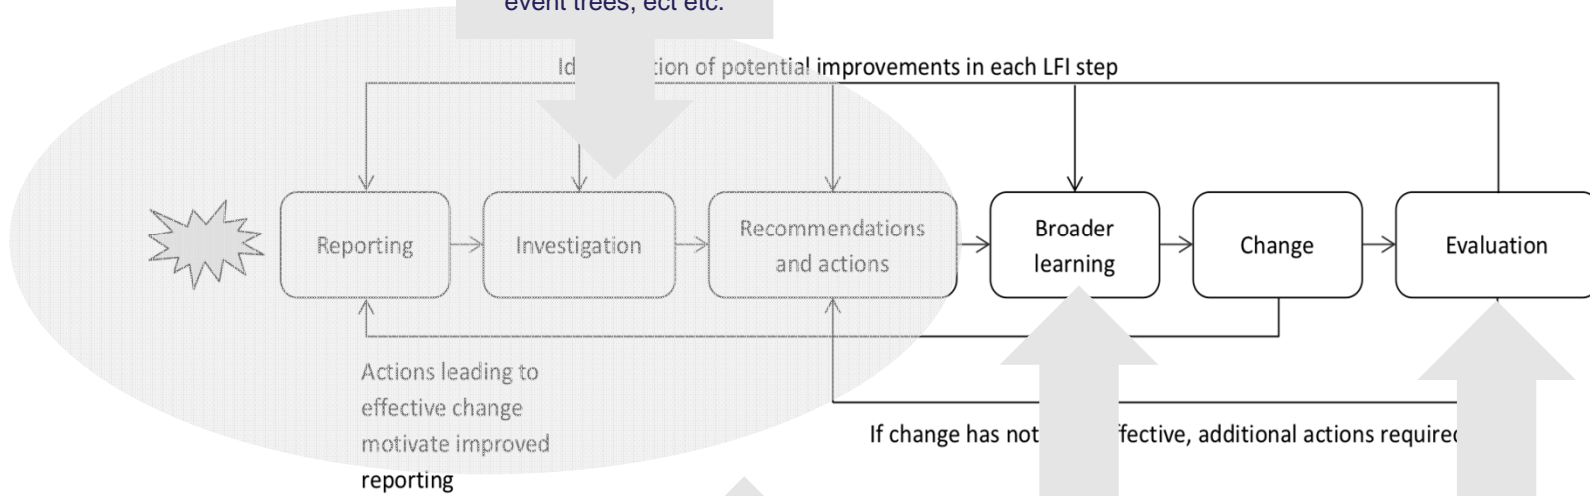 event trees, ect etc.
Id tion of potential improvements in each LFI step
Reporting
Investigation
Recommendations
and actions
Broader
learning
Change
Evaluation
Actions leading to
effective change
motivate improved
reporting
If change has not ffective, additional actions required